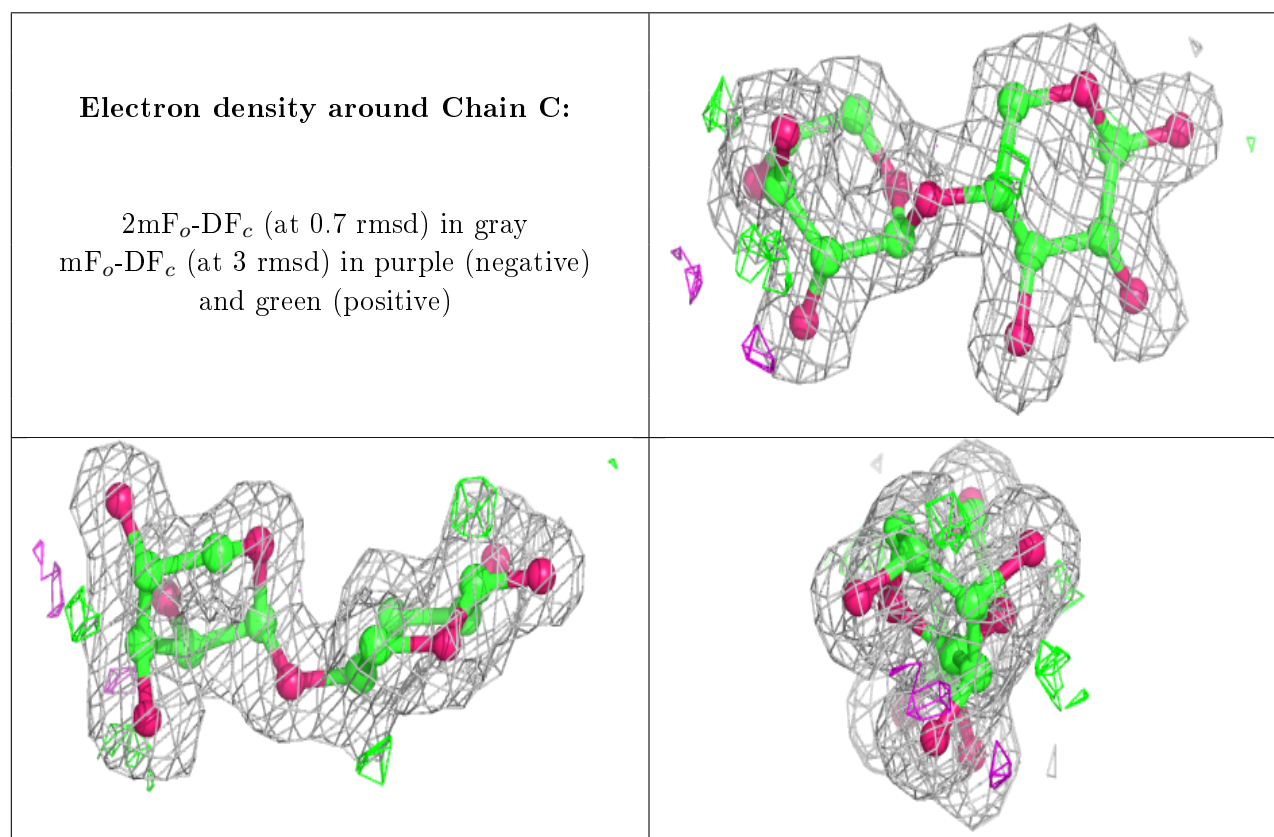 Electron density around Chain C:
2mFₒ-DF𝒸 (at 0.7 rmsd) in gray
mFₒ-DF𝒸 (at 3 rmsd) in purple (negative)
and green (positive)